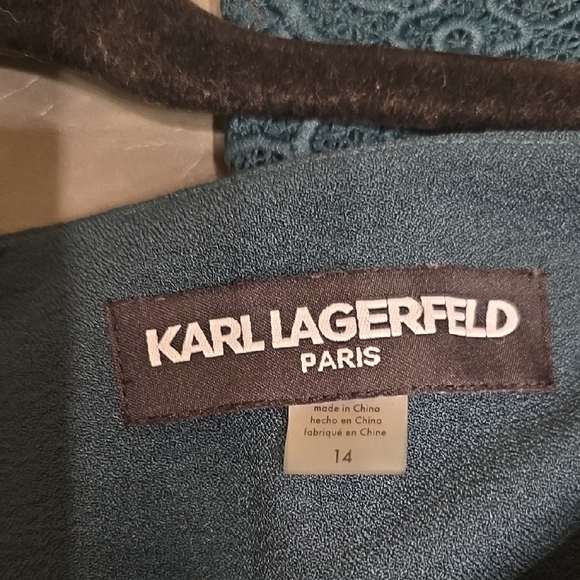 KARL LAGERFELD
PARIS
made in China
hecho en China
fabriqué en Chine
14